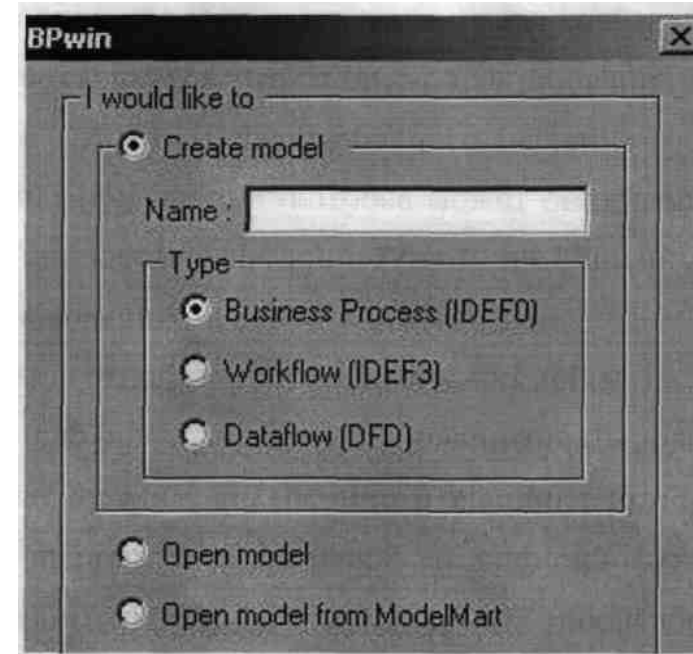 BPwin
I would like to
Create model
Name :
Type
Business Process (IDEF0)
Workflow (IDEF3)
Dataflow (DFD)
Open model
Open model from ModelMart